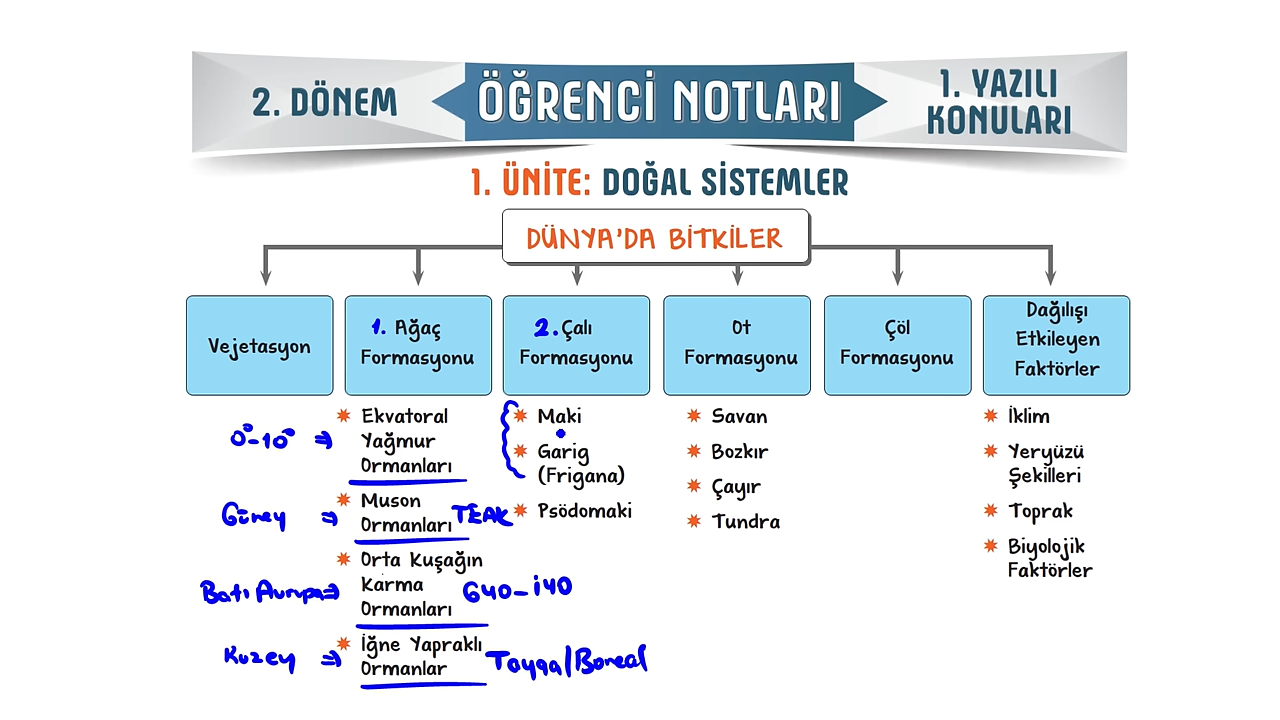 2. DÖNEM
ÖĞRENCİ NOTLARI
1. YAZILI
KONULARI
1. ÜNİTE: DOĞAL SİSTEMLER
DÜNYA'DA BİTKİLER
Vejetasyon
1. Ağaç
Formasyonu
2. Çalı
Formasyonu
Ot
Formasyonu
Çöl
Formasyonu
Dağılışı
Etkileyen
Faktörler
0°-10° ⇒
Ekvatoral
Yağmur
Ormanları
Güney ⇒
Muson
Ormanları TEAK
Batı Avrupa ⇒
Orta Kuşağın
Karma
Ormanları
GYO-İYO
Kuzey ⇒
İğne Yapraklı
Ormanlar
Tayga/Boreal
Maki
Garig
(Frigana)
Psödomaki
Savan
Bozkır
Çayır
Tundra
İklim
Yeryüzü
Şekilleri
Toprak
Biyolojik
Faktörler